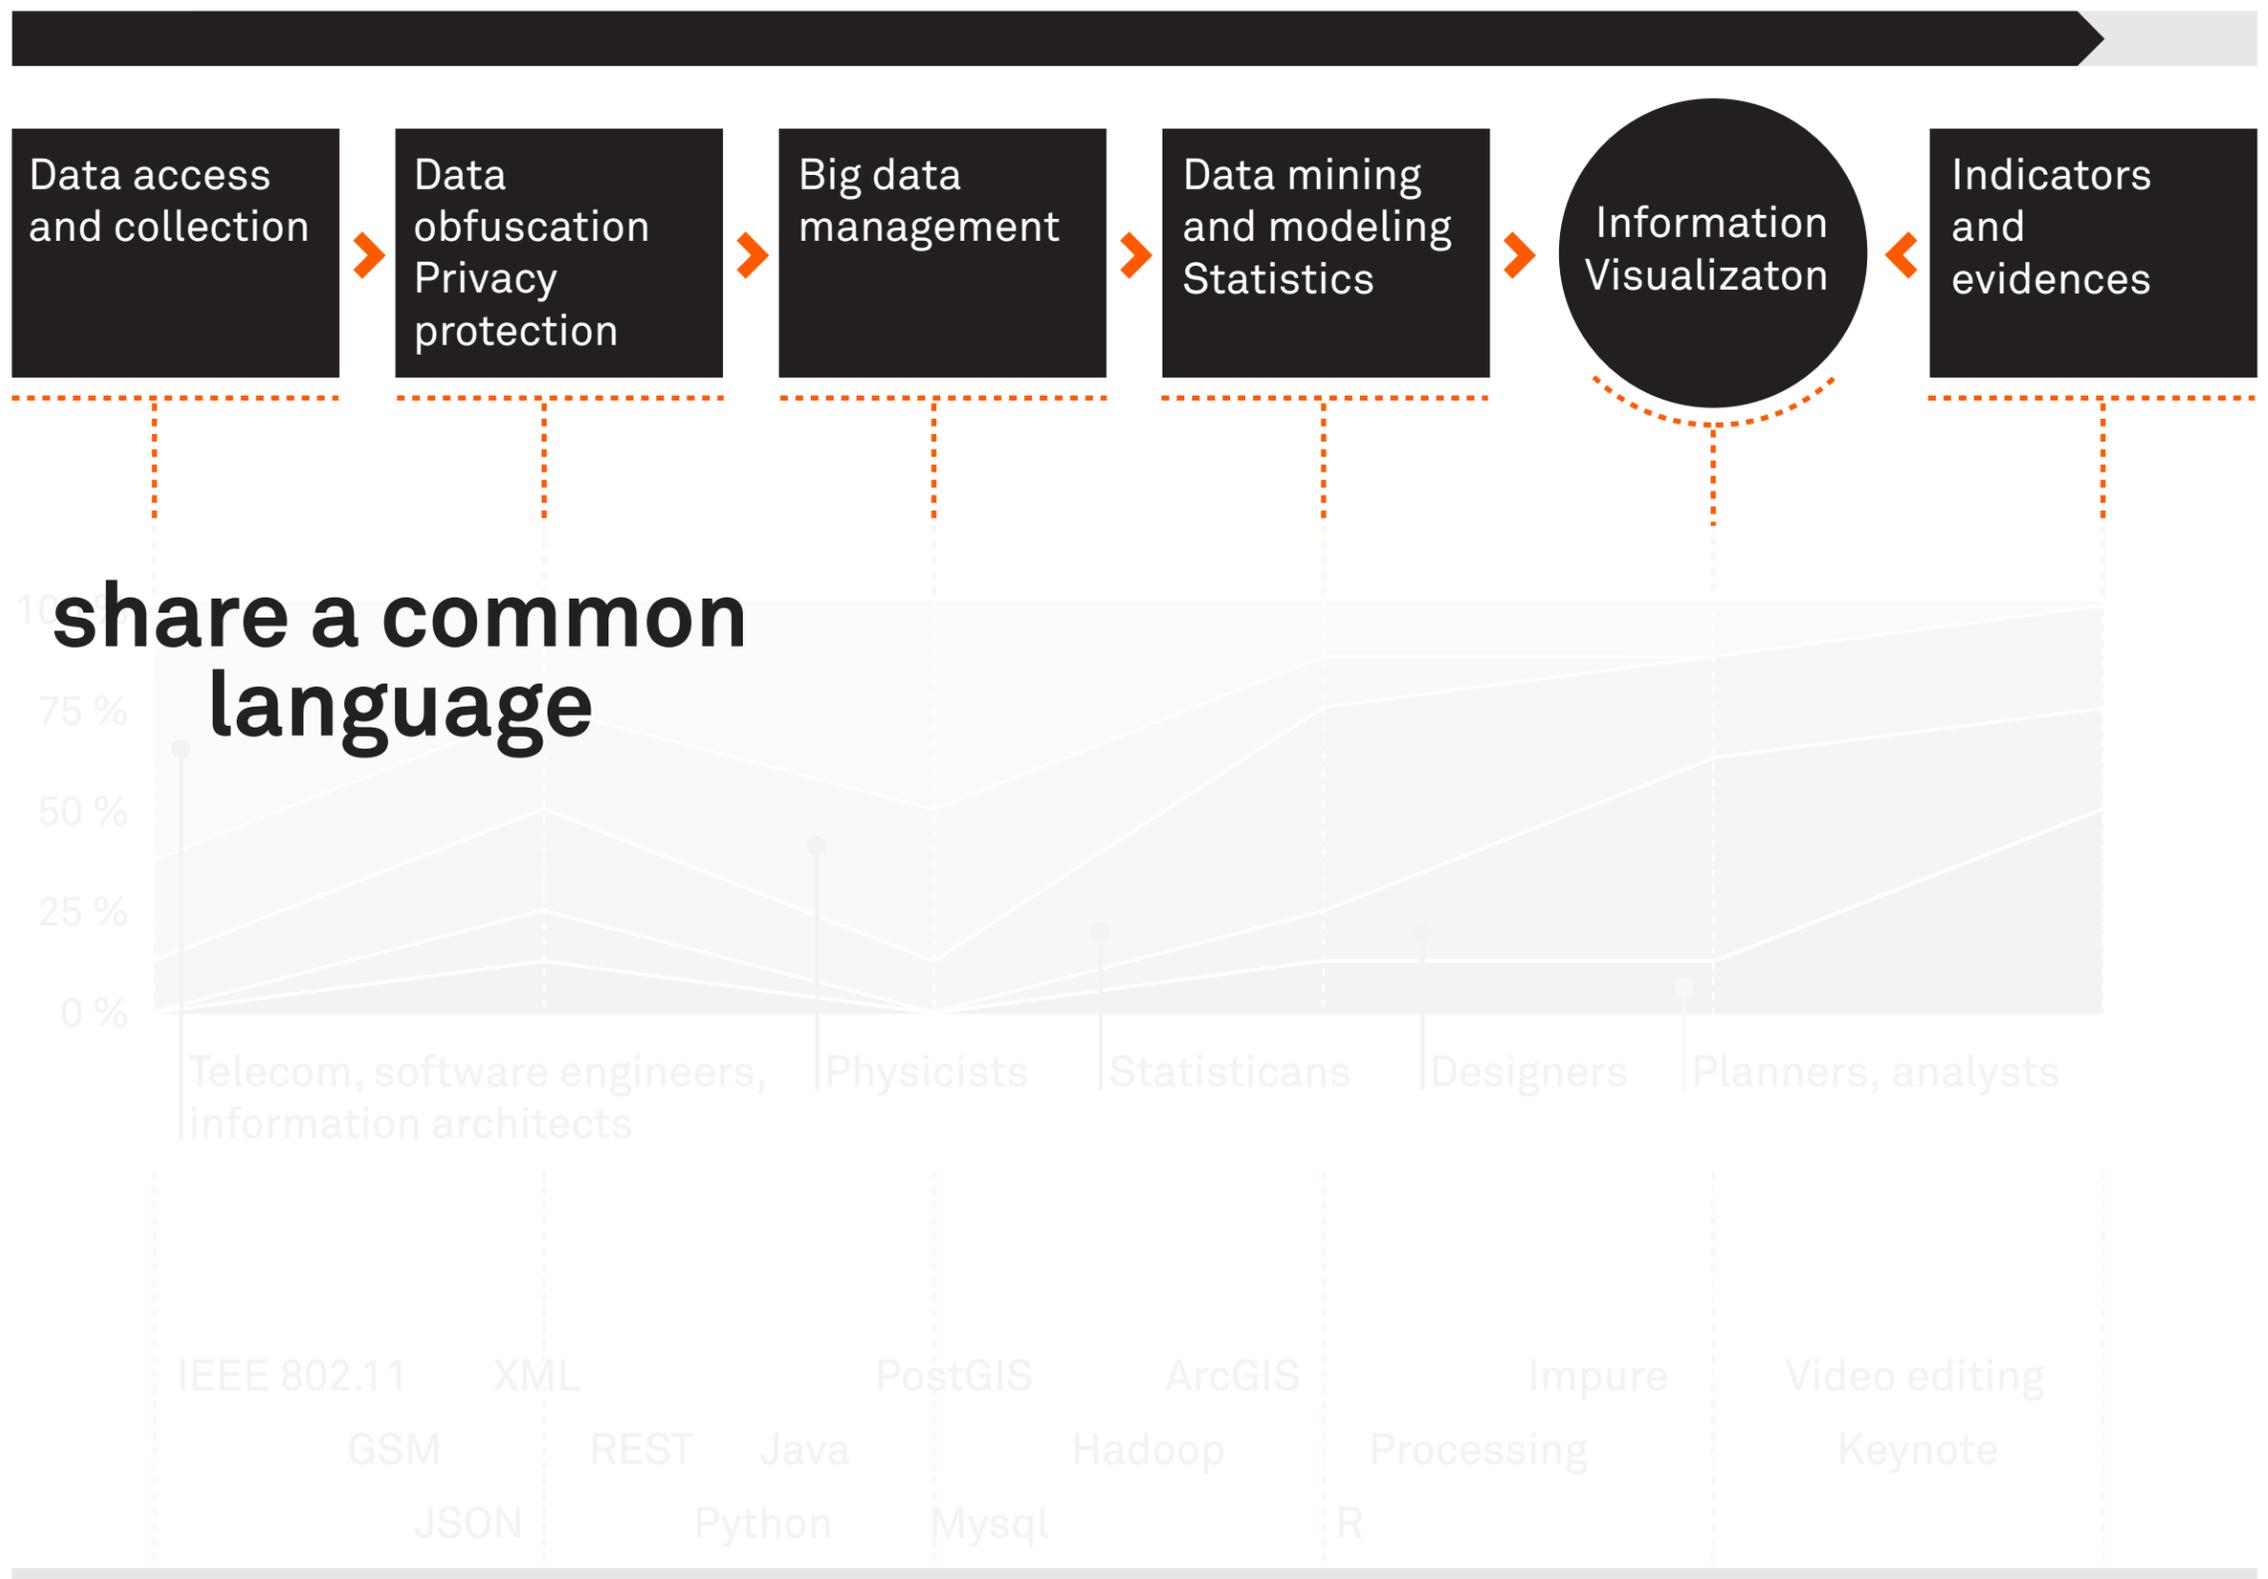 Data access
and collection
Data
obfuscation
Privacy
protection
Big data
management
Data mining
and modeling
Statistics
Information
Visualizaton
Indicators
and
evidences
share a common
language
75 %
50 %
25 %
0 %
Telecom, software engineers,
information architects
Physicists
Statisticans
Designers
Planners, analysts
IEEE 802.11 XML PostGIS ArcGIS Impure Video editing
GSM REST Java Hadoop Processing Keynote
JSON Python Mysql R